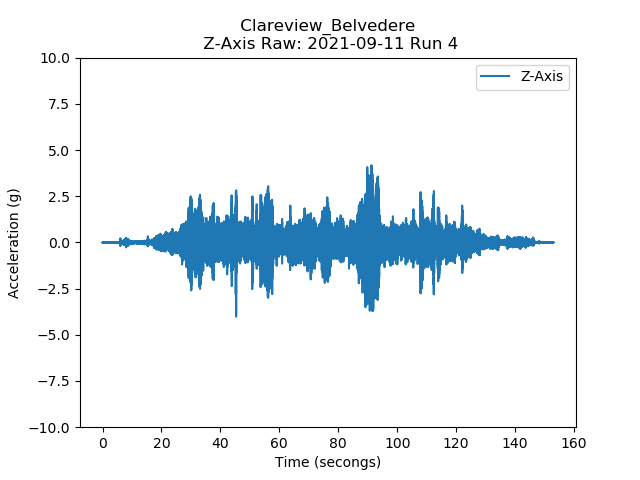 Clareview_Belvedere
Z-Axis Raw: 2021-09-11 Run 4
Z-Axis
10.0
7.5
5.0
2.5
0.0
−2.5
−5.0
−7.5
−10.0
Acceleration (g)
0 20 40 60 80 100 120 140 160
Time (secongs)